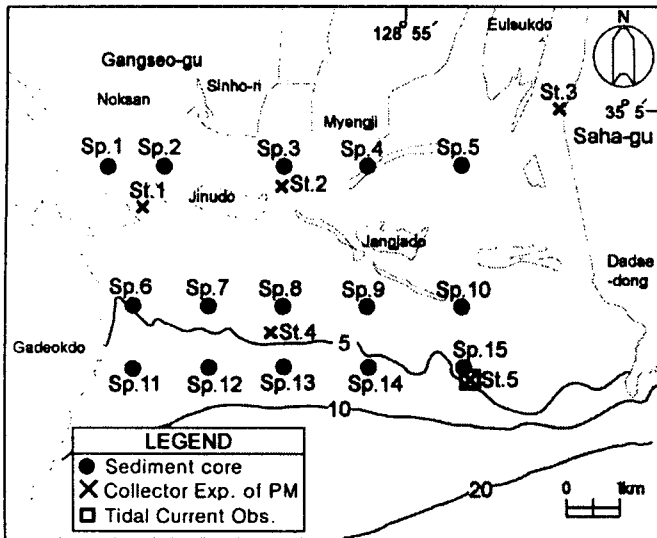 128° 55′
Eulsukdo
N
Gangseo-gu
Sinho-ri
Noksan
St.3
35° 5′
Myengji
Saha-gu
Sp.1
Sp.2
Sp.3
Sp.4
Sp.5
St.1
Jinudo
St.2
Jangjado
Dadae
-dong
Sp.6
Sp.7
Sp.8
Sp.9
Sp.10
St.4
5
Gadeokdo
Sp.15
Sp.11
Sp.12
Sp.13
Sp.14
St.5
10
LEGEND
Sediment core
Collector Exp. of PM
Tidal Current Obs.
20
0
1km